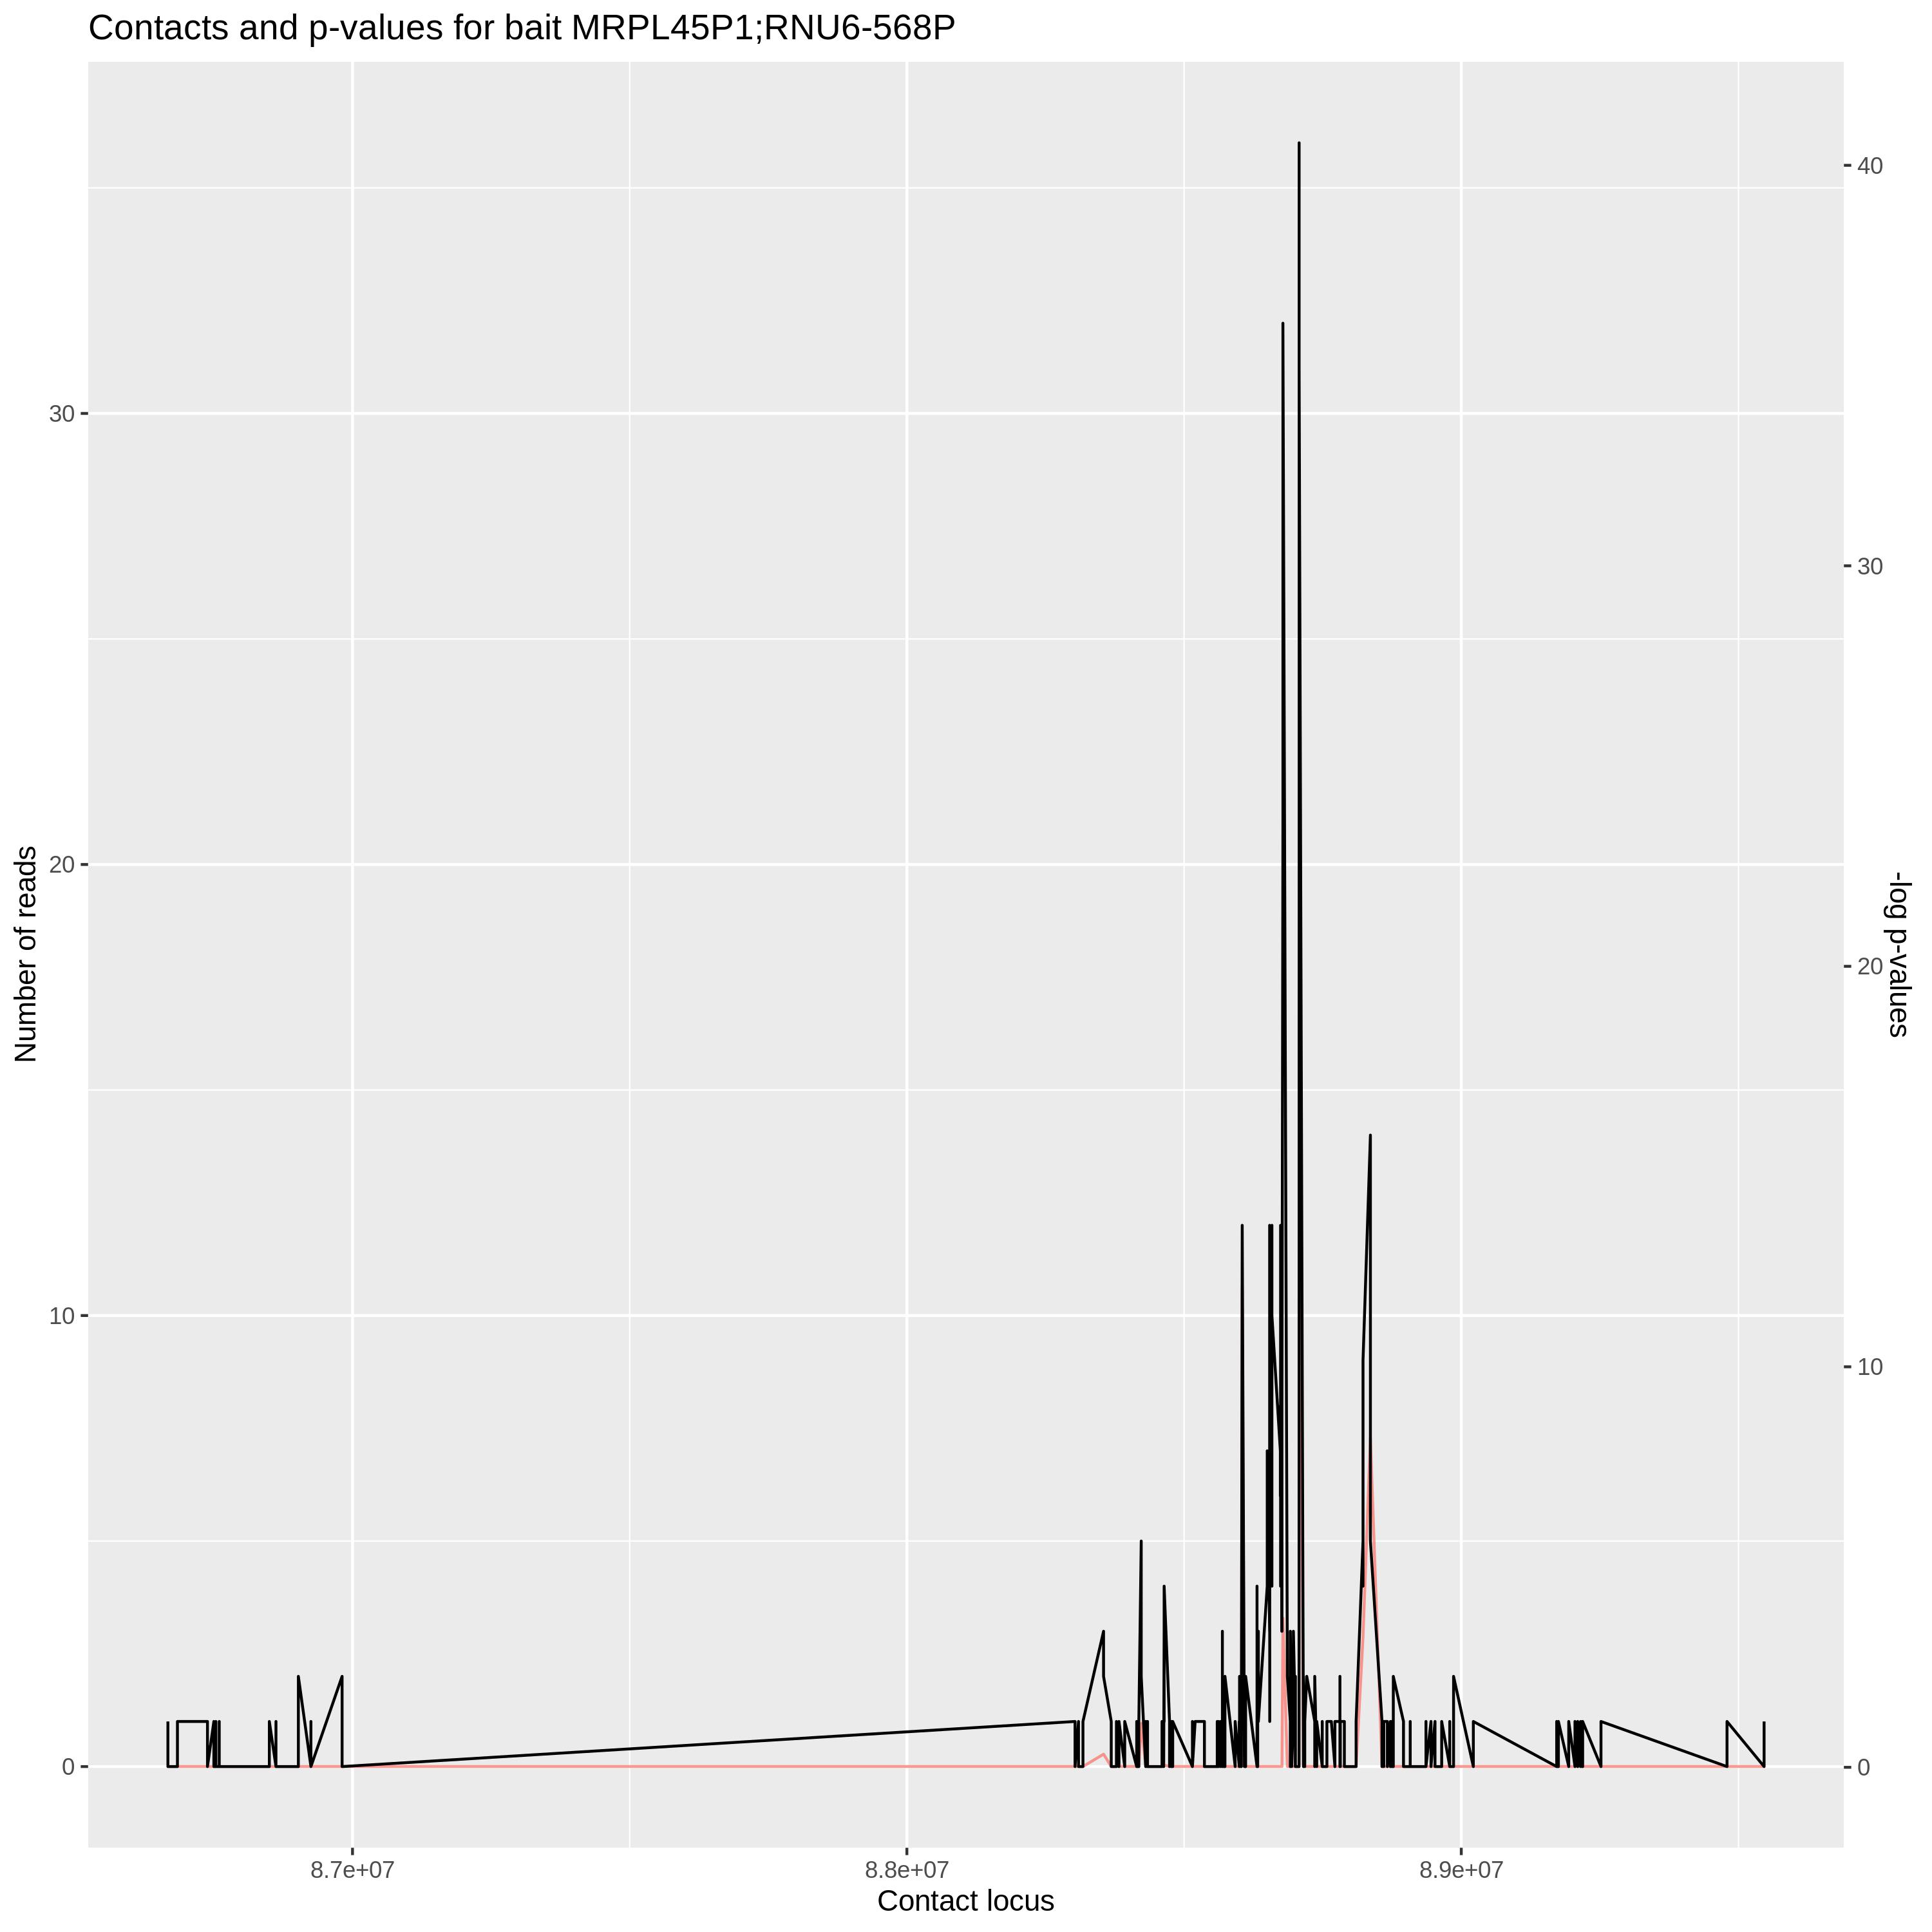 Contacts and p-values for bait MRPL45P1;RNU6-568P
40
30
30
20
20
10
10
0
0
Number of reads
-log p-values
8.7e+07
8.8e+07
8.9e+07
Contact locus